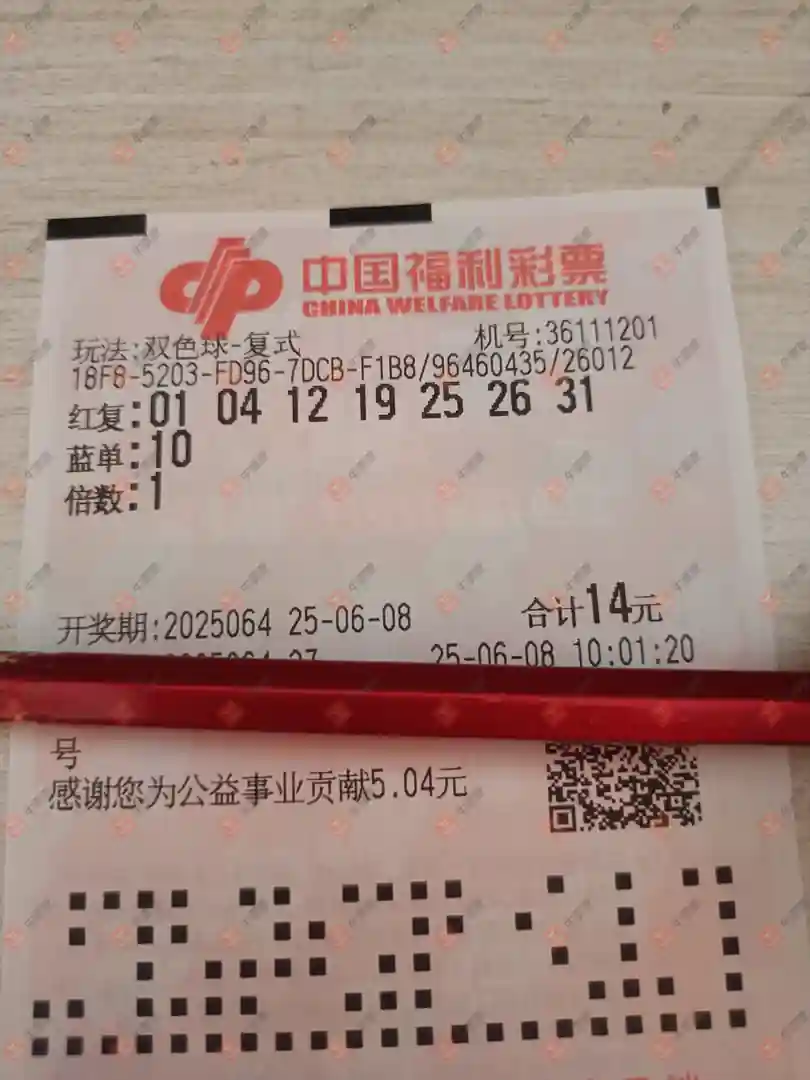 中国福利彩票
CHINA WELFARE LOTTERY
玩法:双色球-复式 机号:36111201
18F8-5203-FD96-7DCB-F1B8/96460435/26012
红复:01 04 12 19 25 26 31
蓝单:10
倍数:1
开奖期:2025064 25-06-08 合计14元
25-06-08 10:01:20
号
感谢您为公益事业贡献5.04元